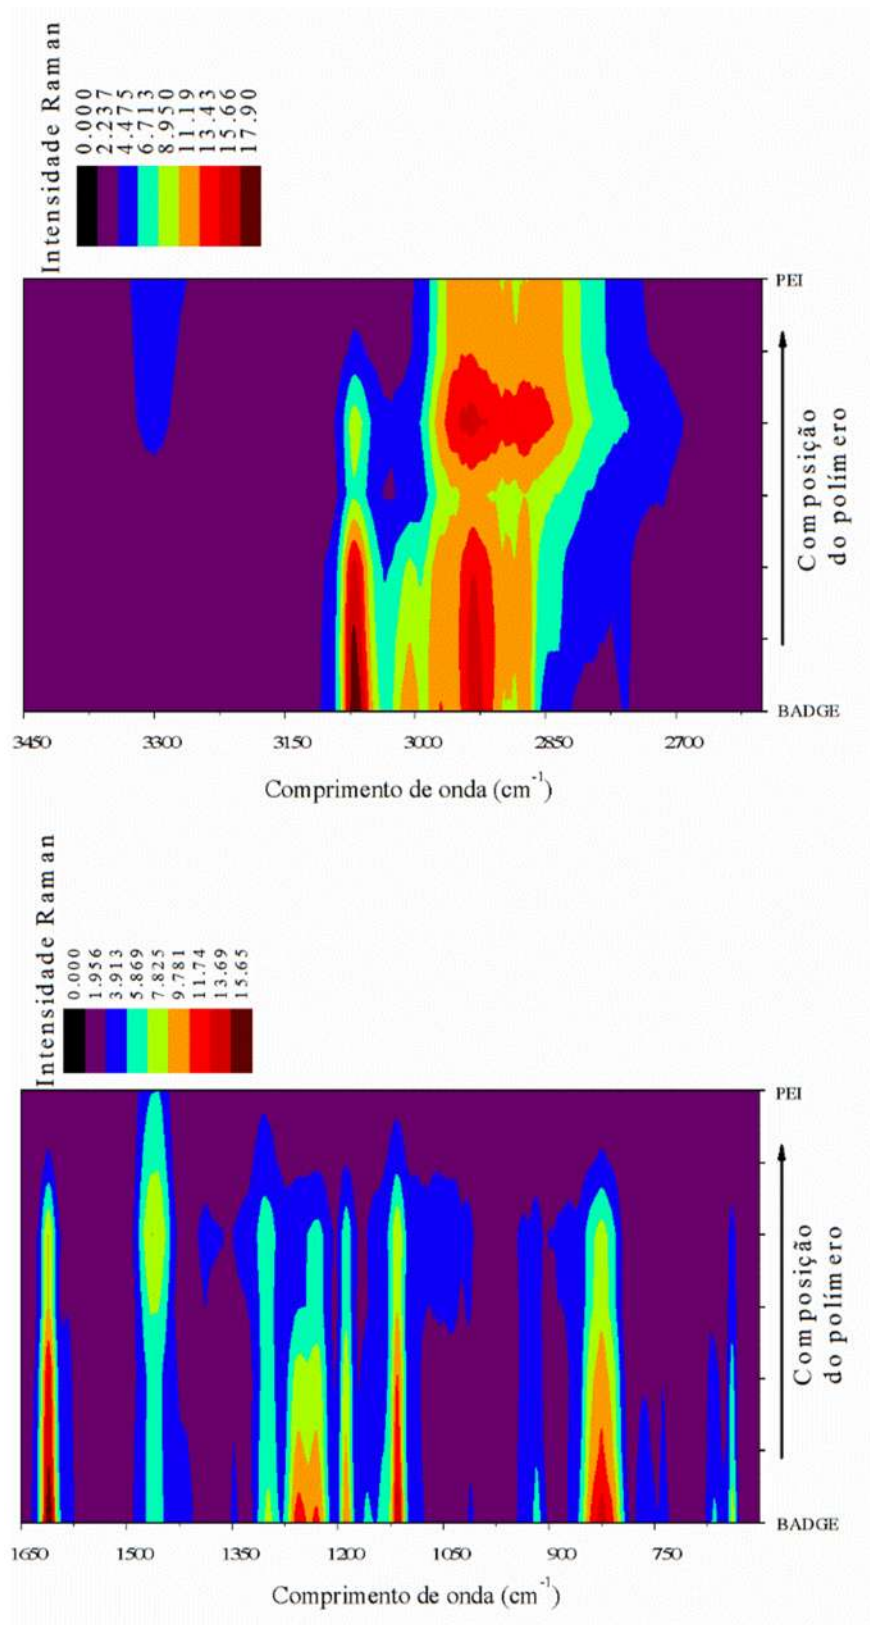 Intensidade Raman
0.000
2.237
4.475
6.713
8.950
11.19
13.43
15.66
17.90
PEI
Composição
do polímero
BADGE
3450 3300 3150 3000 2850 2700
Comprimento de onda (cm-1)
Intensidade Raman
0.000
1.956
3.913
5.869
7.825
9.781
11.74
13.69
15.65
PEI
Composição
do polímero
BADGE
1650 1500 1350 1200 1050 900 750
Comprimento de onda (cm-1)